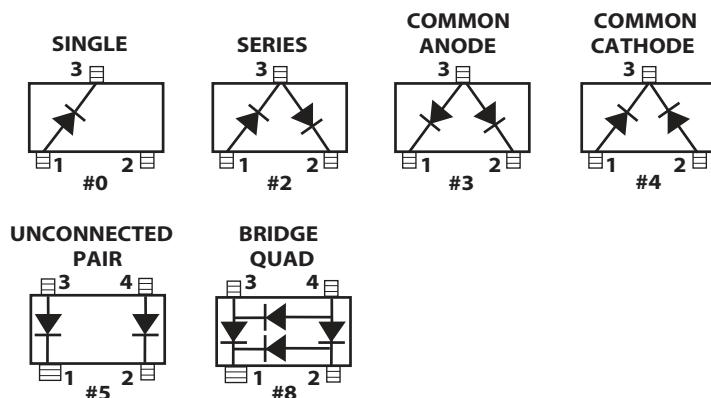 SINGLE
3
1 2
#0
SERIES
3
1 2
#2
COMMON
ANODE
3
1 2
#3
COMMON
CATHODE
3
1 2
#4
UNCONNECTED
PAIR
3 4
1 2
#5
BRIDGE
QUAD
3 4
1 2
#8